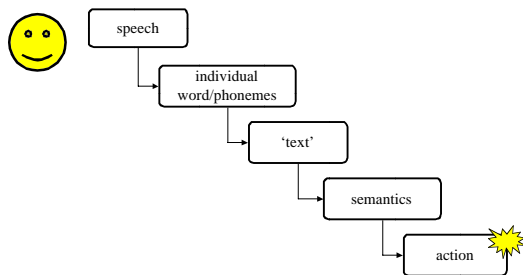 speech
individual
word/phonemes
‘text’
semantics
action